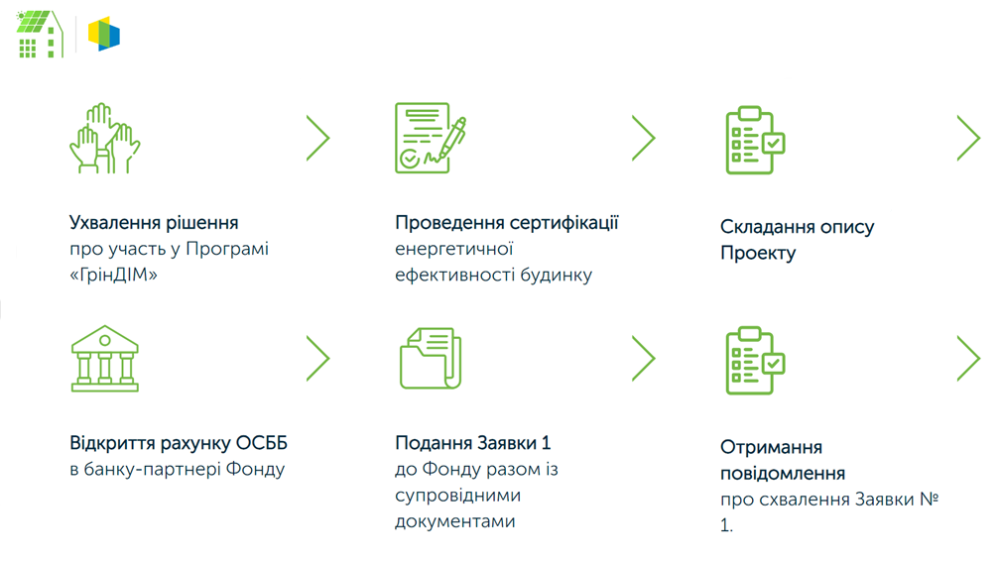 Ухвалення рішення
про участь у Програмі
«ГрінДІМ»
Проведення сертифікації
енергетичної
ефективності будинку
Складання опису
Проекту
Відкриття рахунку ОСББ
в банку-партнері Фонду
Подання Заявки 1
до Фонду разом із
супровідними
документами
Отримання
повідомлення
про схвалення Заявки №
1.